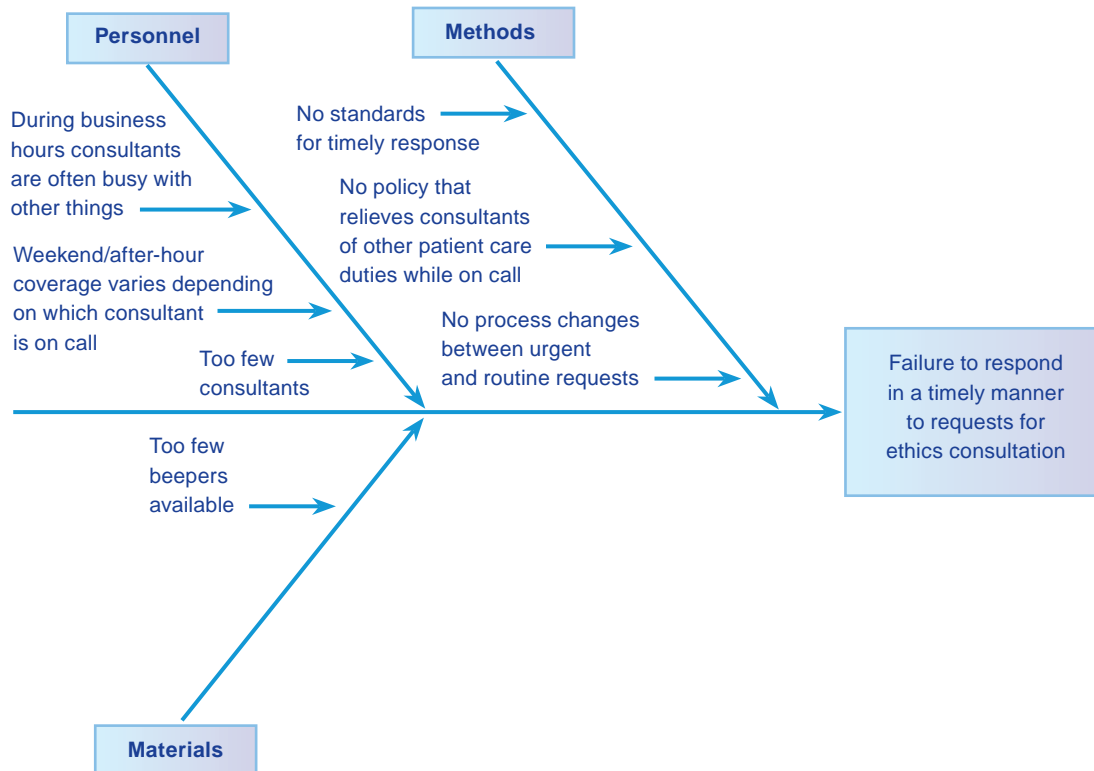 Personnel
During business
hours consultants
are often busy with
other things
Weekend/after-hour
coverage varies depending
on which consultant
is on call
Too few
consultants
Methods
No standards
for timely response
No policy that
relieves consultants
of other patient care
duties while on call
No process changes
between urgent
and routine requests
Failure to respond
in a timely manner
to requests for
ethics consultation
Too few
beepers
available
Materials